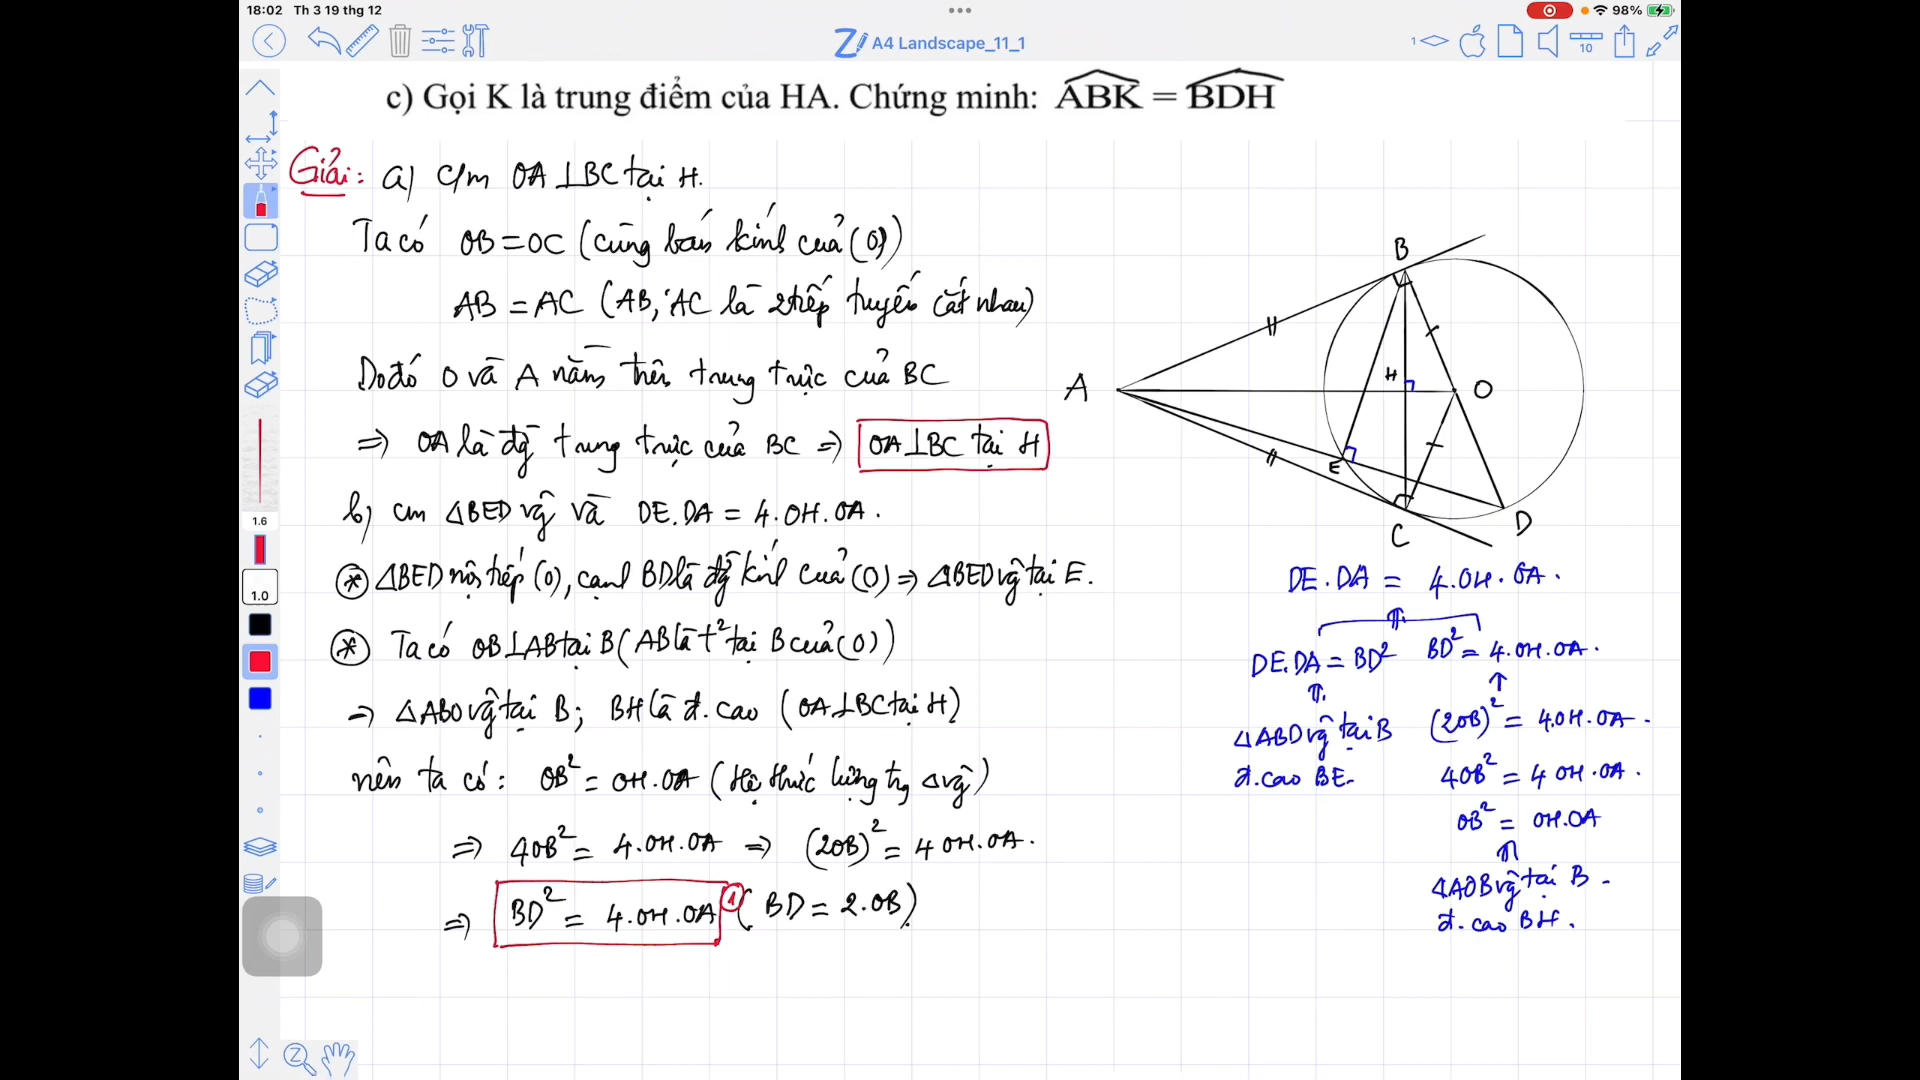 18:02 Th 3 19 thg 12
98%
A4 Landscape_11_1
1
10
c) Gọi K là trung điểm của HA. Chứng minh: ABK = BDH
Giải: a) c/m OA⊥BC tại H.
Ta có OB = OC (cùng bán kính của (O))
AB = AC (AB, AC là 2 tiếp tuyến cắt nhau)
Do đó O và A nằm trên trung trực của BC
⇒ OA là đg trung trực của BC ⇒ OA⊥BC tại H
b) cm ΔBED vg và DE.DA = 4.OH.OA.
* ΔBED nội tiếp (O), cạnh BD là đg kính của (O) ⇒ ΔBED vg tại E.
* Ta có OB⊥AB tại B (AB là t² tại B của (O))
⇒ ΔABO vg tại B; BH là đ.cao (OA⊥BC tại H)
nên ta có: OB² = OH.OA (Hệ thức lượng tg Δvg)
⇒ 4OB² = 4.OH.OA ⇒ (2OB)² = 4OH.OA.
⇒ BD² = 4.OH.OA (1) (BD = 2.OB).
1.6
1.0
A
B
H
O
E
C
D
DE.DA = 4.OH.OA.
⇑
DE.DA = BD² BD² = 4.OH.OA.
⇑ ↑
ΔABD vg tại B
đ.cao BE.
(2OB)² = 4.OH.OA.
4OB² = 4OH.OA.
OB² = OH.OA
⇑
ΔAOB vg tại B.
đ.cao BH.